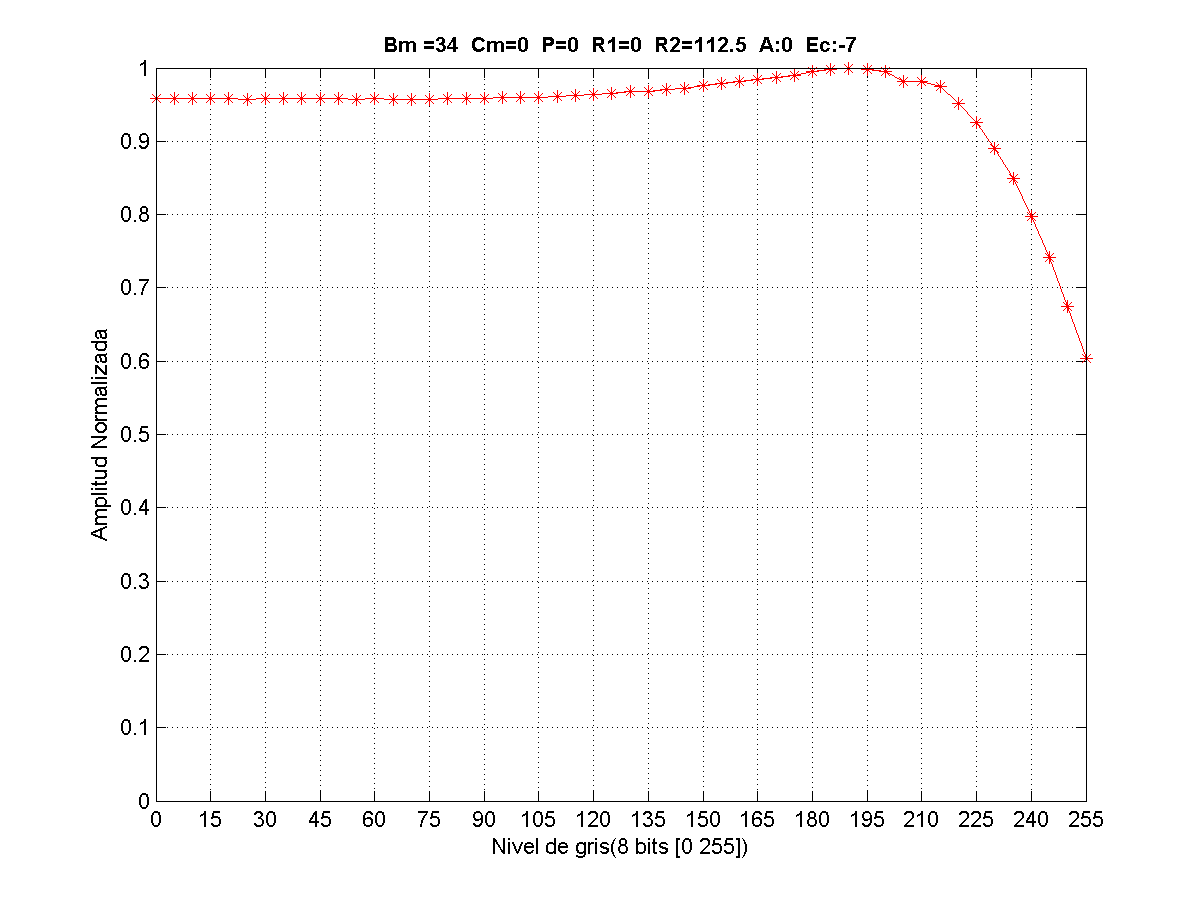 Bm =34 Cm=0 P=0 R1=0 R2=112.5 A:0 Ec:-7
1
0.9
0.8
0.7
0.6
0.5
0.4
0.3
0.2
0.1
0
Amplitud Normalizada
0 15 30 45 60 75 90 105 120 135 150 165 180 195 210 225 240 255
Nivel de gris(8 bits [0 255])